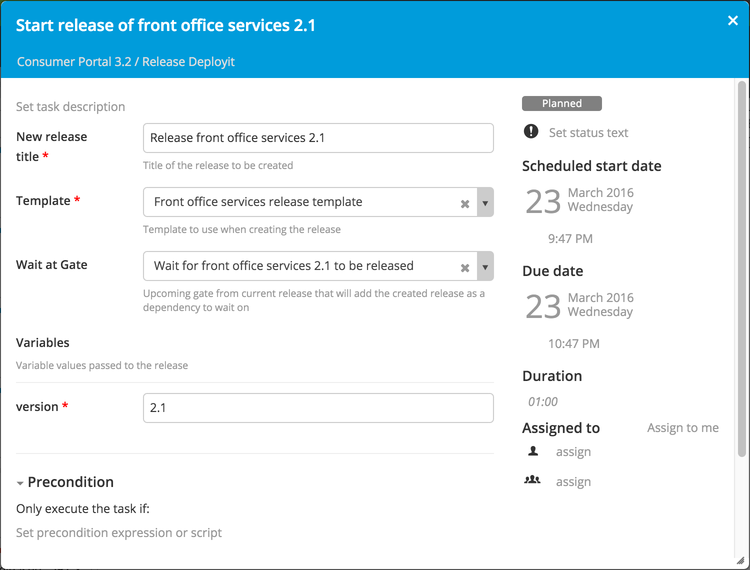 Start release of front office services 2.1
Consumer Portal 3.2 / Release Deployit
Set task description
New release
title *
Release front office services 2.1
Title of the release to be created
Template *
Front office services release template
Template to use when creating the release
Wait at Gate
Wait for front office services 2.1 to be released
Upcoming gate from current release that will add the created release as a
dependency to wait on
Variables
Variable values passed to the release
version *
2.1
Precondition
Only execute the task if:
Set precondition expression or script
Planned
Set status text
Scheduled start date
23
March 2016
Wednesday
9:47 PM
Due date
23
March 2016
Wednesday
10:47 PM
Duration
01:00
Assigned to
Assign to me
assign
assign